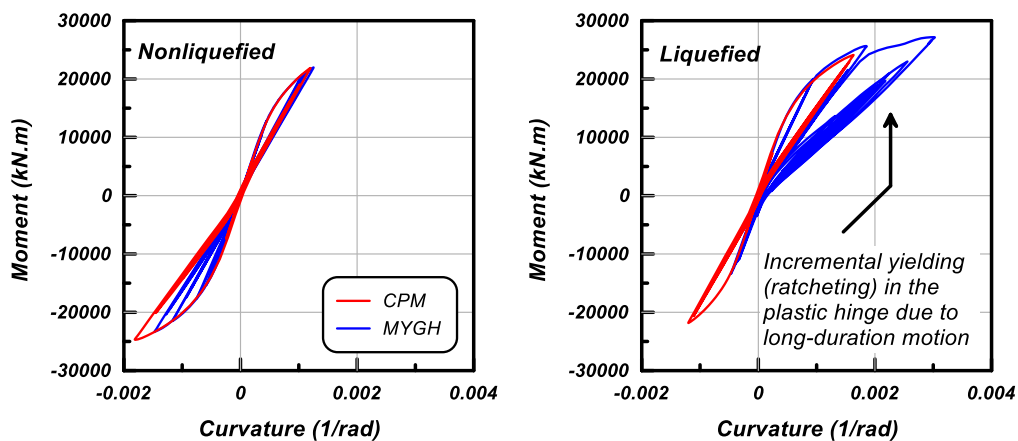 30000
20000
10000
0
-10000
-20000
-30000
Moment (kN.m)
Nonliquefied
CPM
MYGH
-0.002
0
0.002
0.004
Curvature (1/rad)
30000
20000
10000
0
-10000
-20000
-30000
Moment (kN.m)
Liquefied
Incremental yielding
(ratcheting) in the
plastic hinge due to
long-duration motion
-0.002
0
0.002
0.004
Curvature (1/rad)